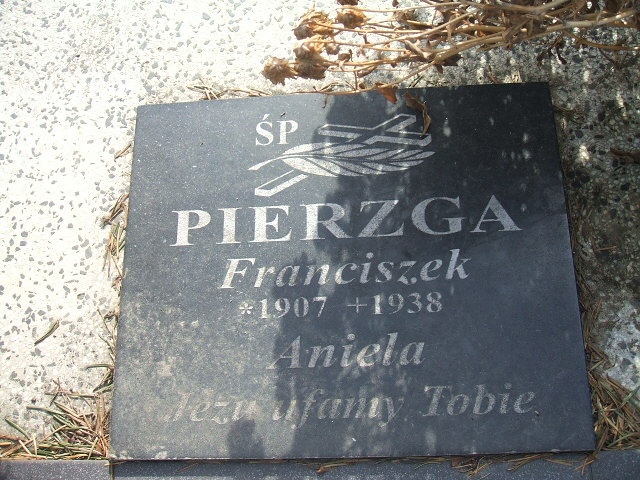 ŚP
PIERZGA
Franciszek
*1907 +1938
Aniela
Jezu ufamy Tobie